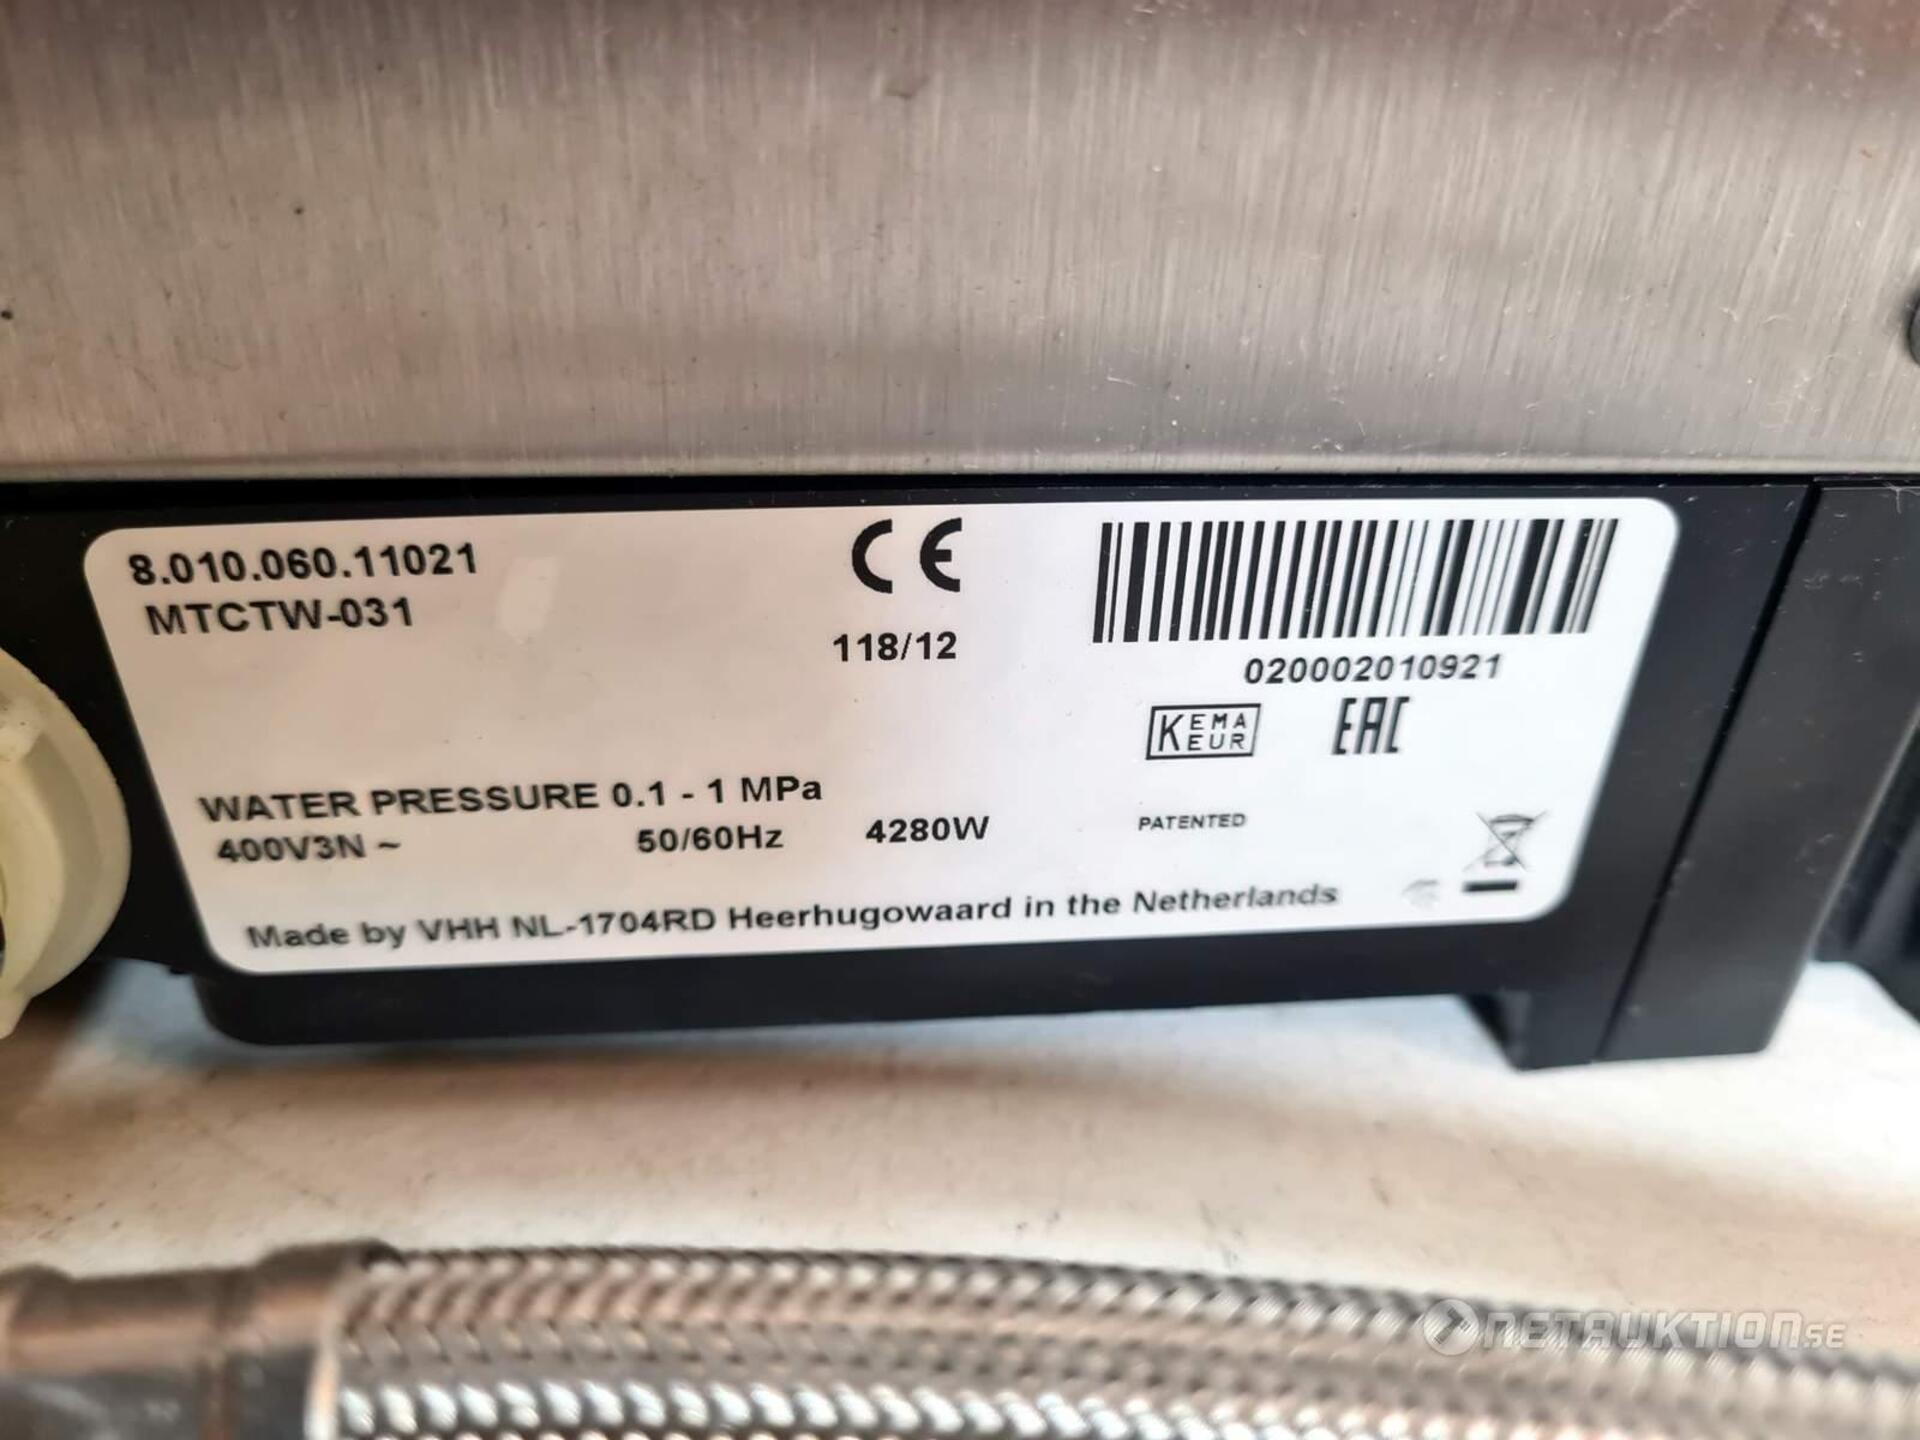 8.010.060.11021
MTCTW-031
CE
118/12
020002010921
KEMA
EUR
EAC
WATER PRESSURE 0.1 - 1 MPa
400V3N ~ 50/60Hz 4280W
PATENTED
Made by VHH NL-1704RD Heerhugowaard in the Netherlands
NETAUKTION.SE